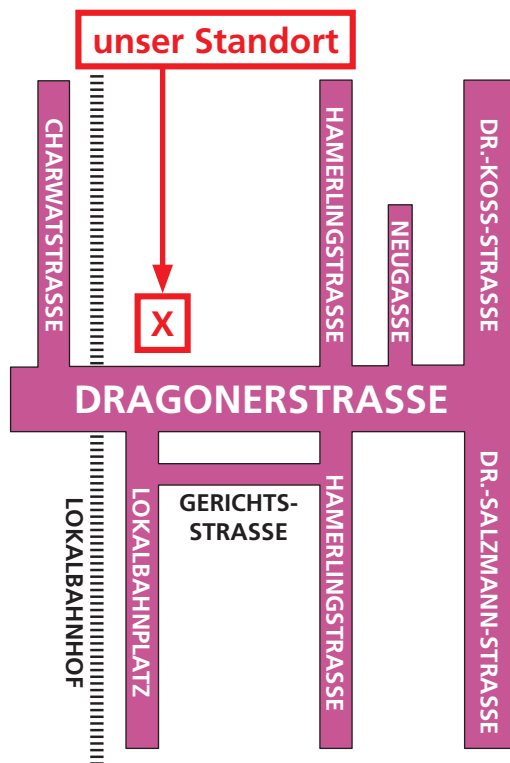 unser Standort
CHARWATSTRASSE
HAMERLINGSTRASSE
DR.-KOSS-STRASSE
NEUGASSE
X
DRAGONERSTRASSE
LOKALBAHNHOF
LOKALBAHNPLATZ
GERICHTS-
STRASSE
HAMERLINGSTRASSE
DR.-SALZMANN-STRASSE